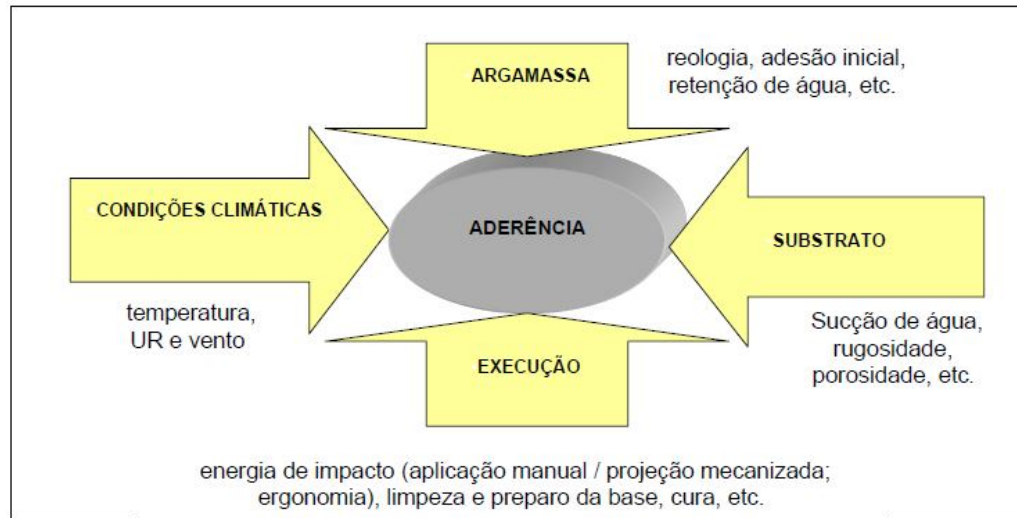 ARGAMASSA
reologia, adesão inicial,
retenção de água, etc.
CONDIÇÕES CLIMÁTICAS
ADERÊNCIA
SUBSTRATO
temperatura,
UR e vento
Sucção de água,
rugosidade,
porosidade, etc.
EXECUÇÃO
energia de impacto (aplicação manual / projeção mecanizada;
ergonomia), limpeza e preparo da base, cura, etc.